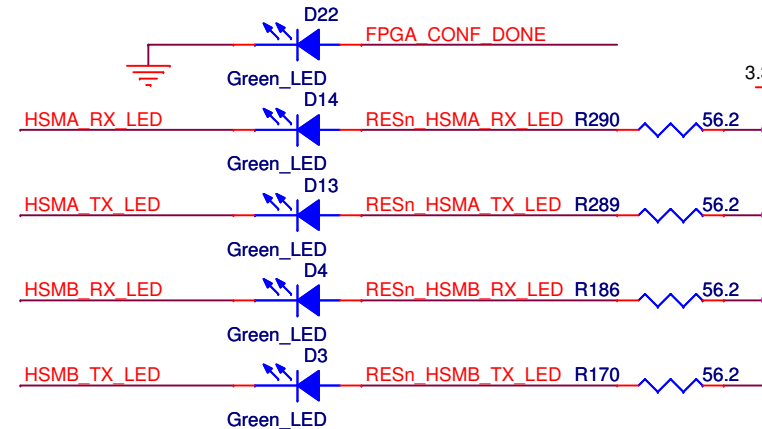 D22
FPGA_CONF_DONE
Green_LED
3.
D14
HSMA_RX_LED RESn_HSMA_RX_LED R290 56.2
Green_LED
D13
HSMA_TX_LED RESn_HSMA_TX_LED R289 56.2
Green_LED
D4
HSMB_RX_LED RESn_HSMB_RX_LED R186 56.2
Green_LED
D3
HSMB_TX_LED RESn_HSMB_TX_LED R170 56.2
Green_LED